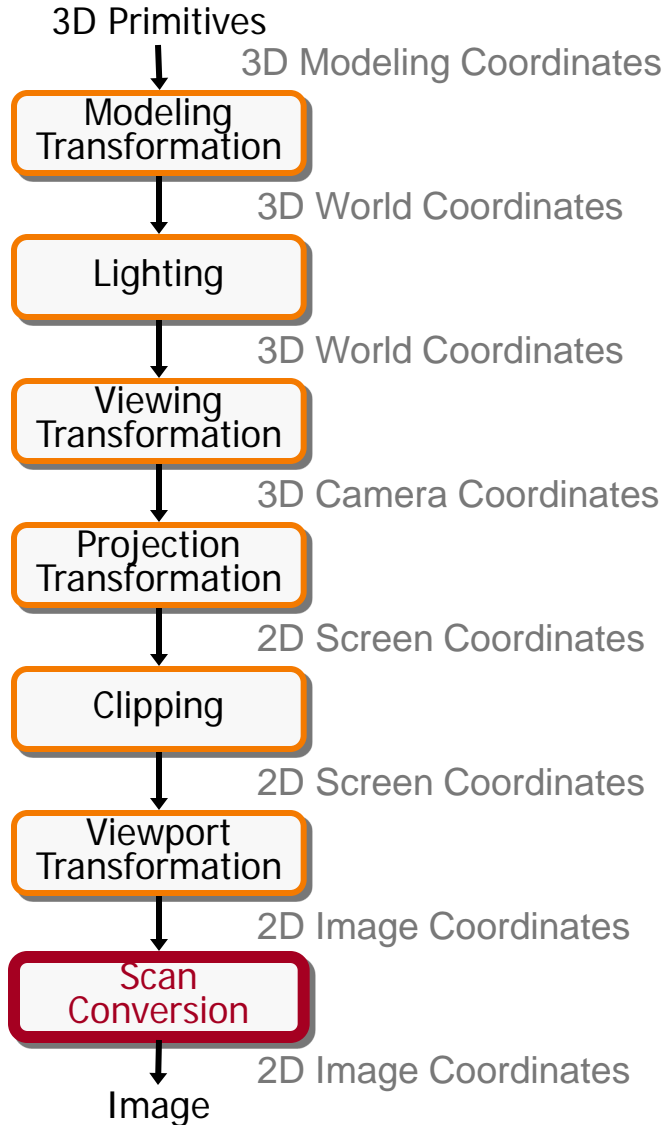 3D Primitives
3D Modeling Coordinates
Modeling
Transformation
3D World Coordinates
Lighting
3D World Coordinates
Viewing
Transformation
3D Camera Coordinates
Projection
Transformation
2D Screen Coordinates
Clipping
2D Screen Coordinates
Viewport
Transformation
2D Image Coordinates
Scan
Conversion
2D Image Coordinates
Image